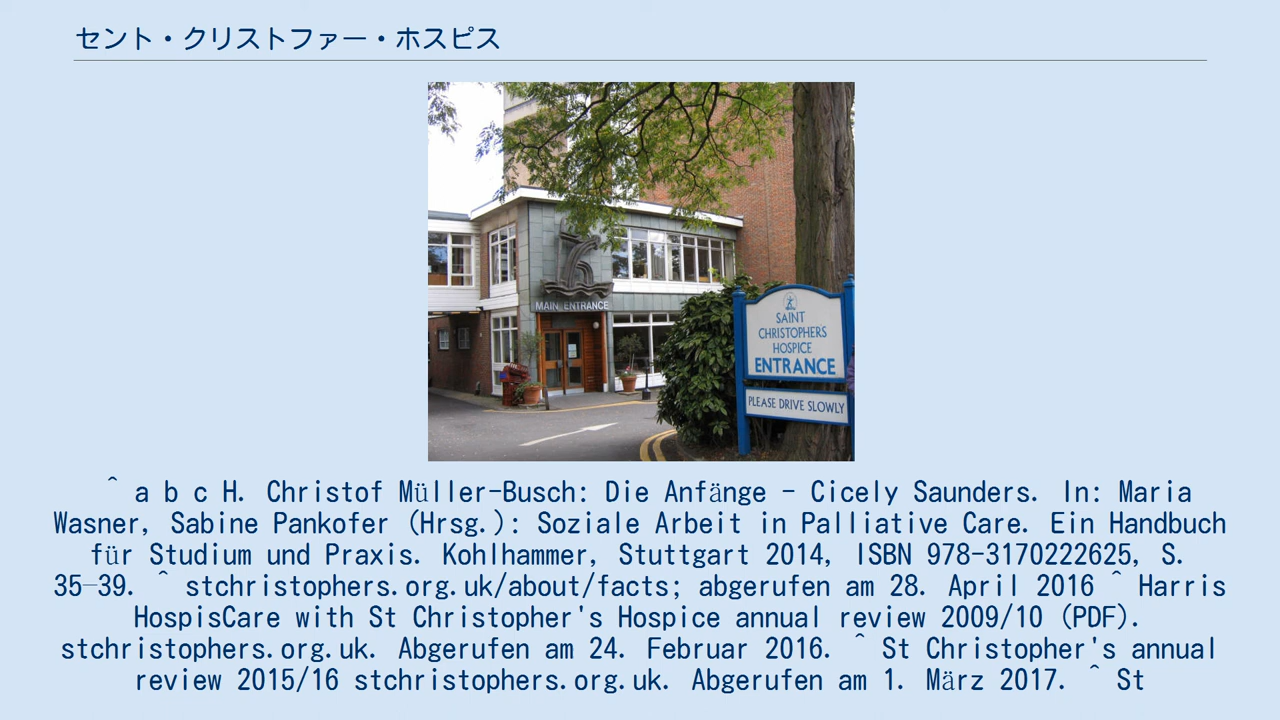 セント・クリストファー・ホスピス
MAIN ENTRANCE
SAINT
CHRISTOPHERS
HOSPICE
ENTRANCE
PLEASE DRIVE SLOWLY
^ a b c H. Christof Müller-Busch: Die Anfänge - Cicely Saunders. In: Maria
Wasner, Sabine Pankofer (Hrsg.): Soziale Arbeit in Palliative Care. Ein Handbuch
für Studium und Praxis. Kohlhammer, Stuttgart 2014, ISBN 978-3170222625, S.
35–39. ^ stchristophers.org.uk/about/facts; abgerufen am 28. April 2016 ^ Harris
HospisCare with St Christopher's Hospice annual review 2009/10 (PDF).
stchristophers.org.uk. Abgerufen am 24. Februar 2016. ^ St Christopher's annual
review 2015/16 stchristophers.org.uk. Abgerufen am 1. März 2017. ^ St